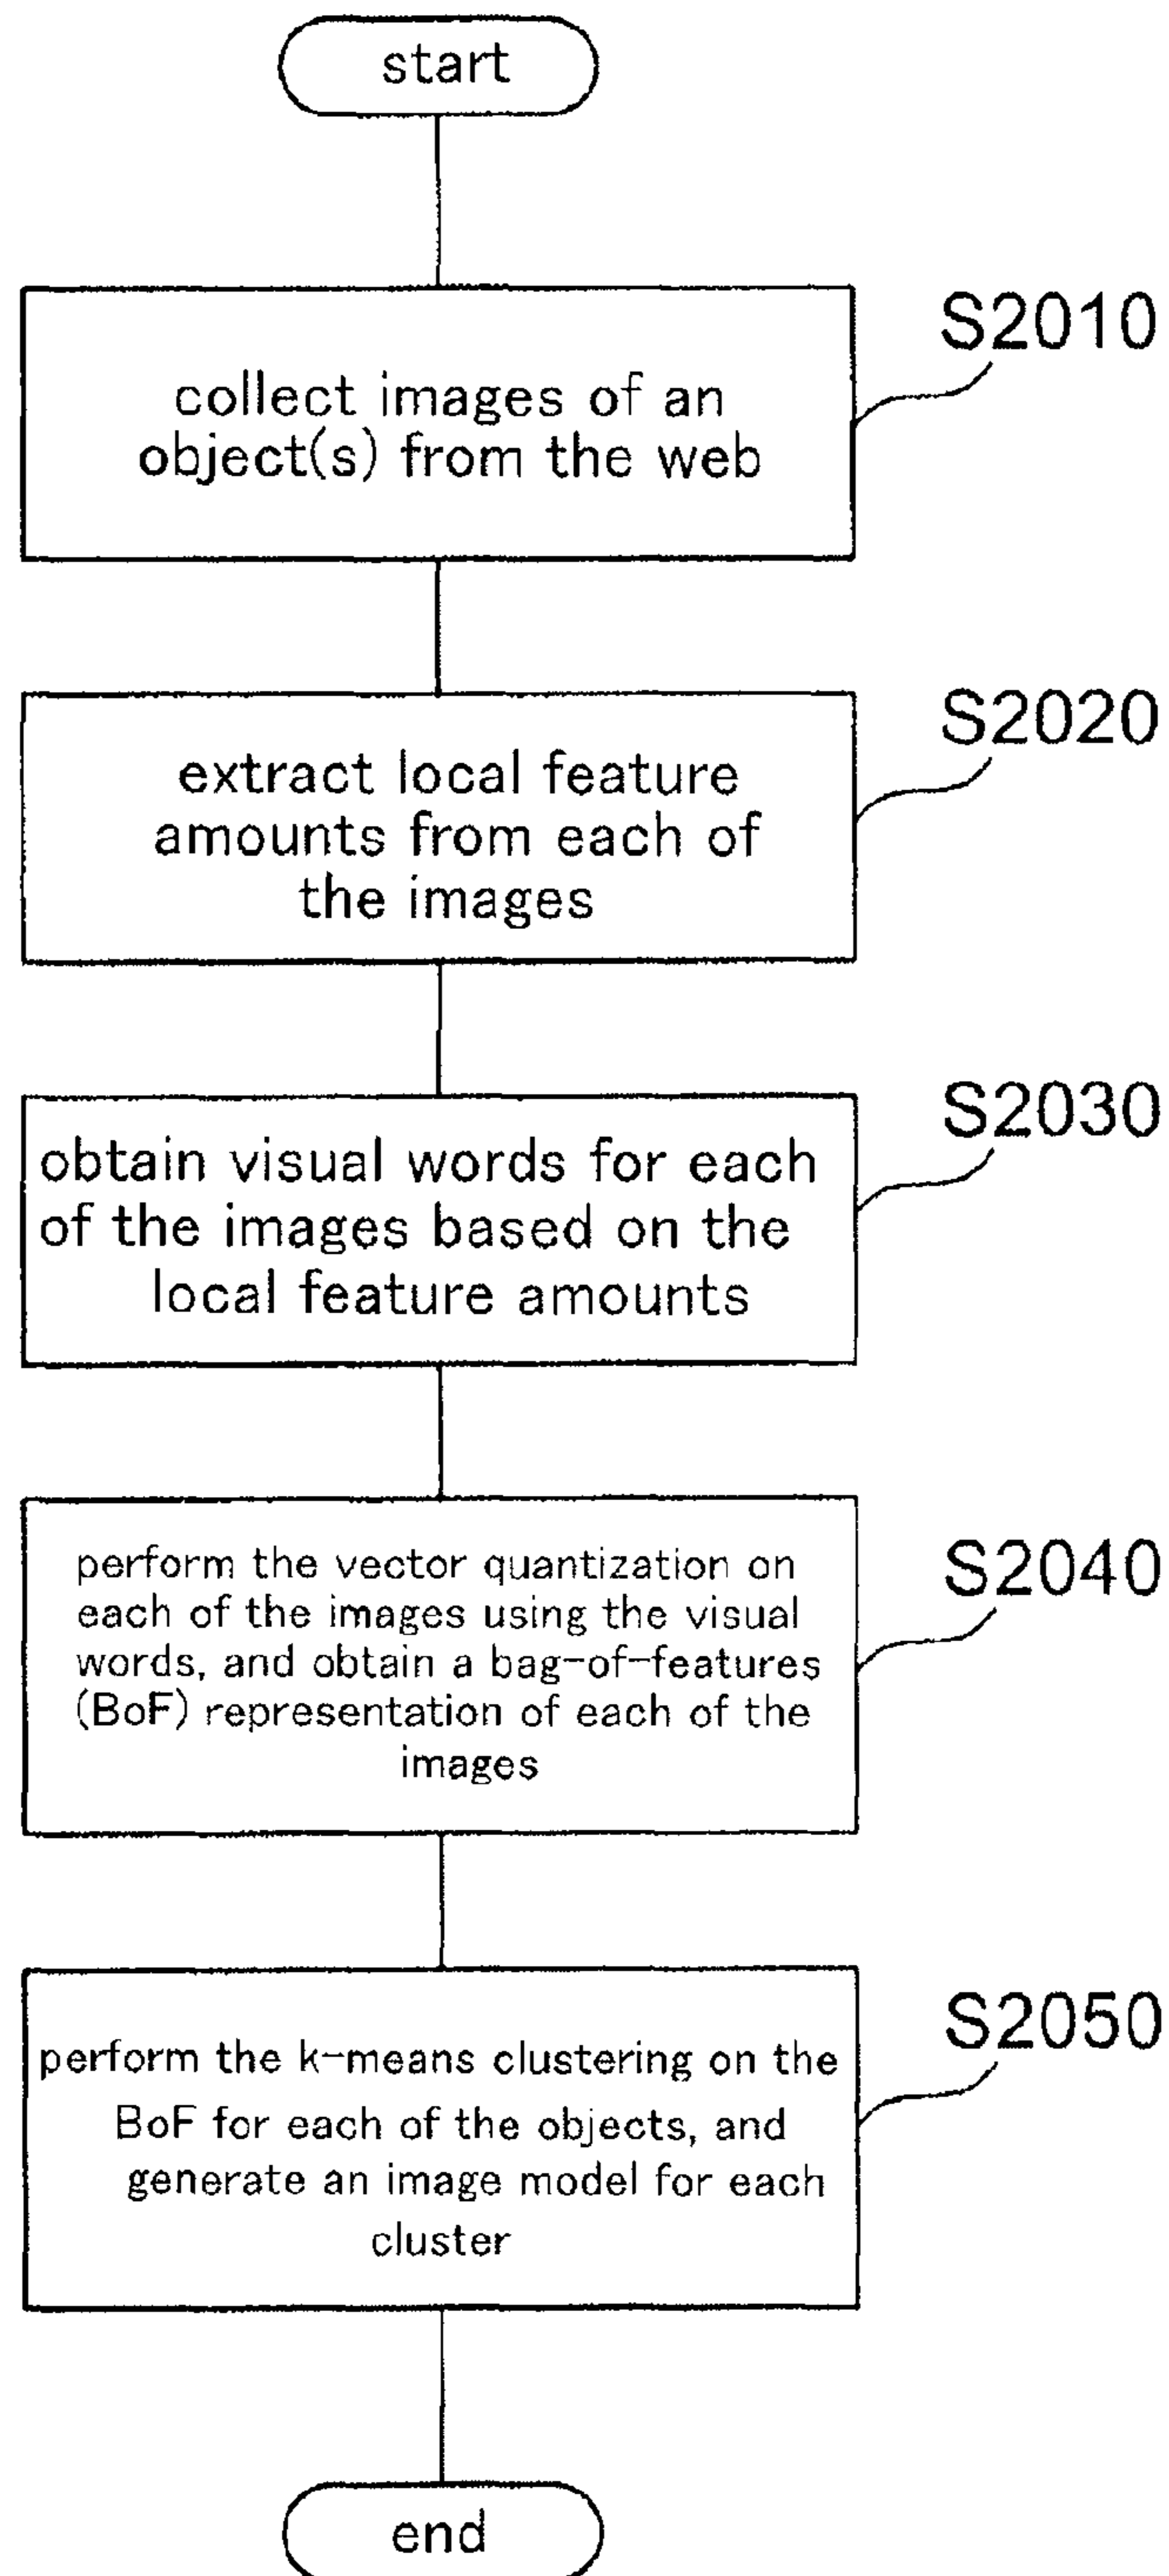 start
S2010
collect images of an
object(s) from the web
S2020
extract local feature
amounts from each of
the images
S2030
obtain visual words for each
of the images based on the
local feature amounts
S2040
perform the vector quantization on
each of the images using the visual
words, and obtain a bag-of-features
(BoF) representation of each of the
images
S2050
perform the k-means clustering on the
BoF for each of the objects, and
generate an image model for each
cluster
end